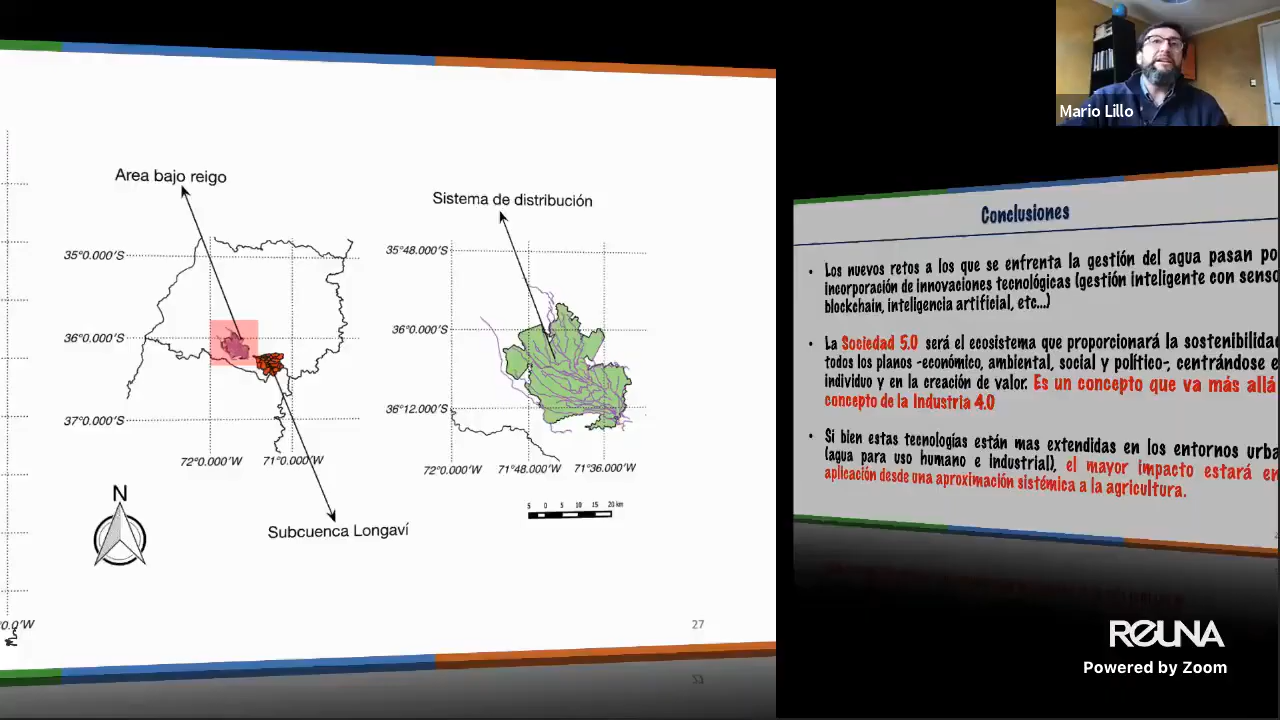 Area bajo reigo
Sistema de distribución
35°0.000'S
36°0.000'S
37°0.000'S
72°0.000'W 71°0.000'W
35°48.000'S
36°0.000'S
36°12.000'S
72°0.000'W 71°48.000'W 71°36.000'W
5 0 5 10 15 20 km
N
Subcuenca Longaví
0.0'W
27
Mario Lillo
Conclusiones
• Los nuevos retos a los que se enfrenta la gestión del agua pasan po
incorporación de innovaciones tecnológicas (gestión inteligente con senso
blockchain, inteligencia artificial, etc...)
• La Sociedad 5.0 será el ecosistema que proporcionará la sostenibilida
todos los planos -económico, ambiental, social y político-, centrándose e
individuo y en la creación de valor. Es un concepto que va más allá
concepto de la Industria 4.0
• Si bien estas tecnologías están mas extendidas en los entornos urba
(agua para uso humano e industrial), el mayor impacto estará en
aplicación desde una aproximación sistémica a la agricultura.
REUNA
Powered by Zoom